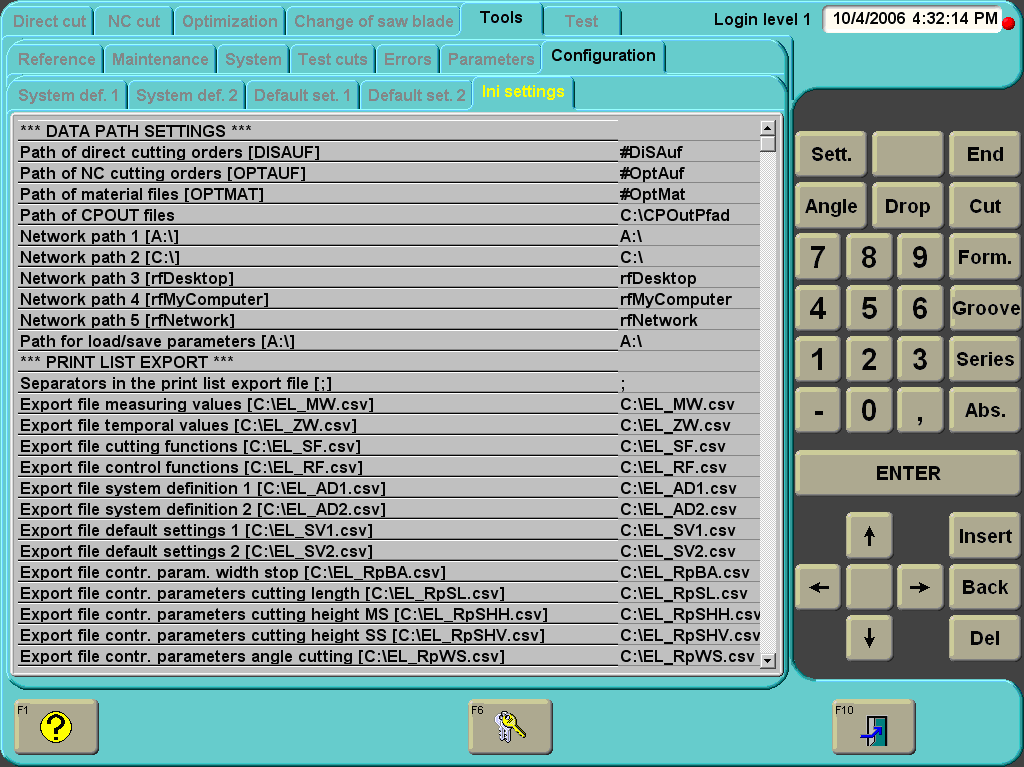 Direct cut NC cut Optimization Change of saw blade Tools Test Login level 1 10/4/2006 4:32:14 PM
Reference Maintenance System Test cuts Errors Parameters Configuration
System def. 1 System def. 2 Default set. 1 Default set. 2 Ini settings
*** DATA PATH SETTINGS ***
Path of direct cutting orders [DISAUF] #DiSAuf
Path of NC cutting orders [OPTAUF] #OptAuf
Path of material files [OPTMAT] #OptMat
Path of CPOUT files C:\CPOutPfad
Network path 1 [A:\] A:\
Network path 2 [C:\] C:\
Network path 3 [rfDesktop] rfDesktop
Network path 4 [rfMyComputer] rfMyComputer
Network path 5 [rfNetwork] rfNetwork
Path for load/save parameters [A:\] A:\
*** PRINT LIST EXPORT ***
Separators in the print list export file [;] ;
Export file measuring values [C:\EL_MW.csv] C:\EL_MW.csv
Export file temporal values [C:\EL_ZW.csv] C:\EL_ZW.csv
Export file cutting functions [C:\EL_SF.csv] C:\EL_SF.csv
Export file control functions [C:\EL_RF.csv] C:\EL_RF.csv
Export file system definition 1 [C:\EL_AD1.csv] C:\EL_AD1.csv
Export file system definition 2 [C:\EL_AD2.csv] C:\EL_AD2.csv
Export file default settings 1 [C:\EL_SV1.csv] C:\EL_SV1.csv
Export file default settings 2 [C:\EL_SV2.csv] C:\EL_SV2.csv
Export file contr. param. width stop [C:\EL_RpBA.csv] C:\EL_RpBA.csv
Export file contr. parameters cutting length [C:\EL_RpSL.csv] C:\EL_RpSL.csv
Export file contr. parameters cutting height MS [C:\EL_RpSHH.csv] C:\EL_RpSHH.csv
Export file contr. parameters cutting height SS [C:\EL_RpSHV.csv] C:\EL_RpSHV.csv
Export file contr. parameters angle cutting [C:\EL_RpWS.csv] C:\EL_RpWS.csv
Sett. End
Angle Drop Cut
7 8 9 Form.
4 5 6 Groove
1 2 3 Series
- 0 , Abs.
ENTER
↑ Insert
← → Back
↓ Del
F1 ? F6 F10